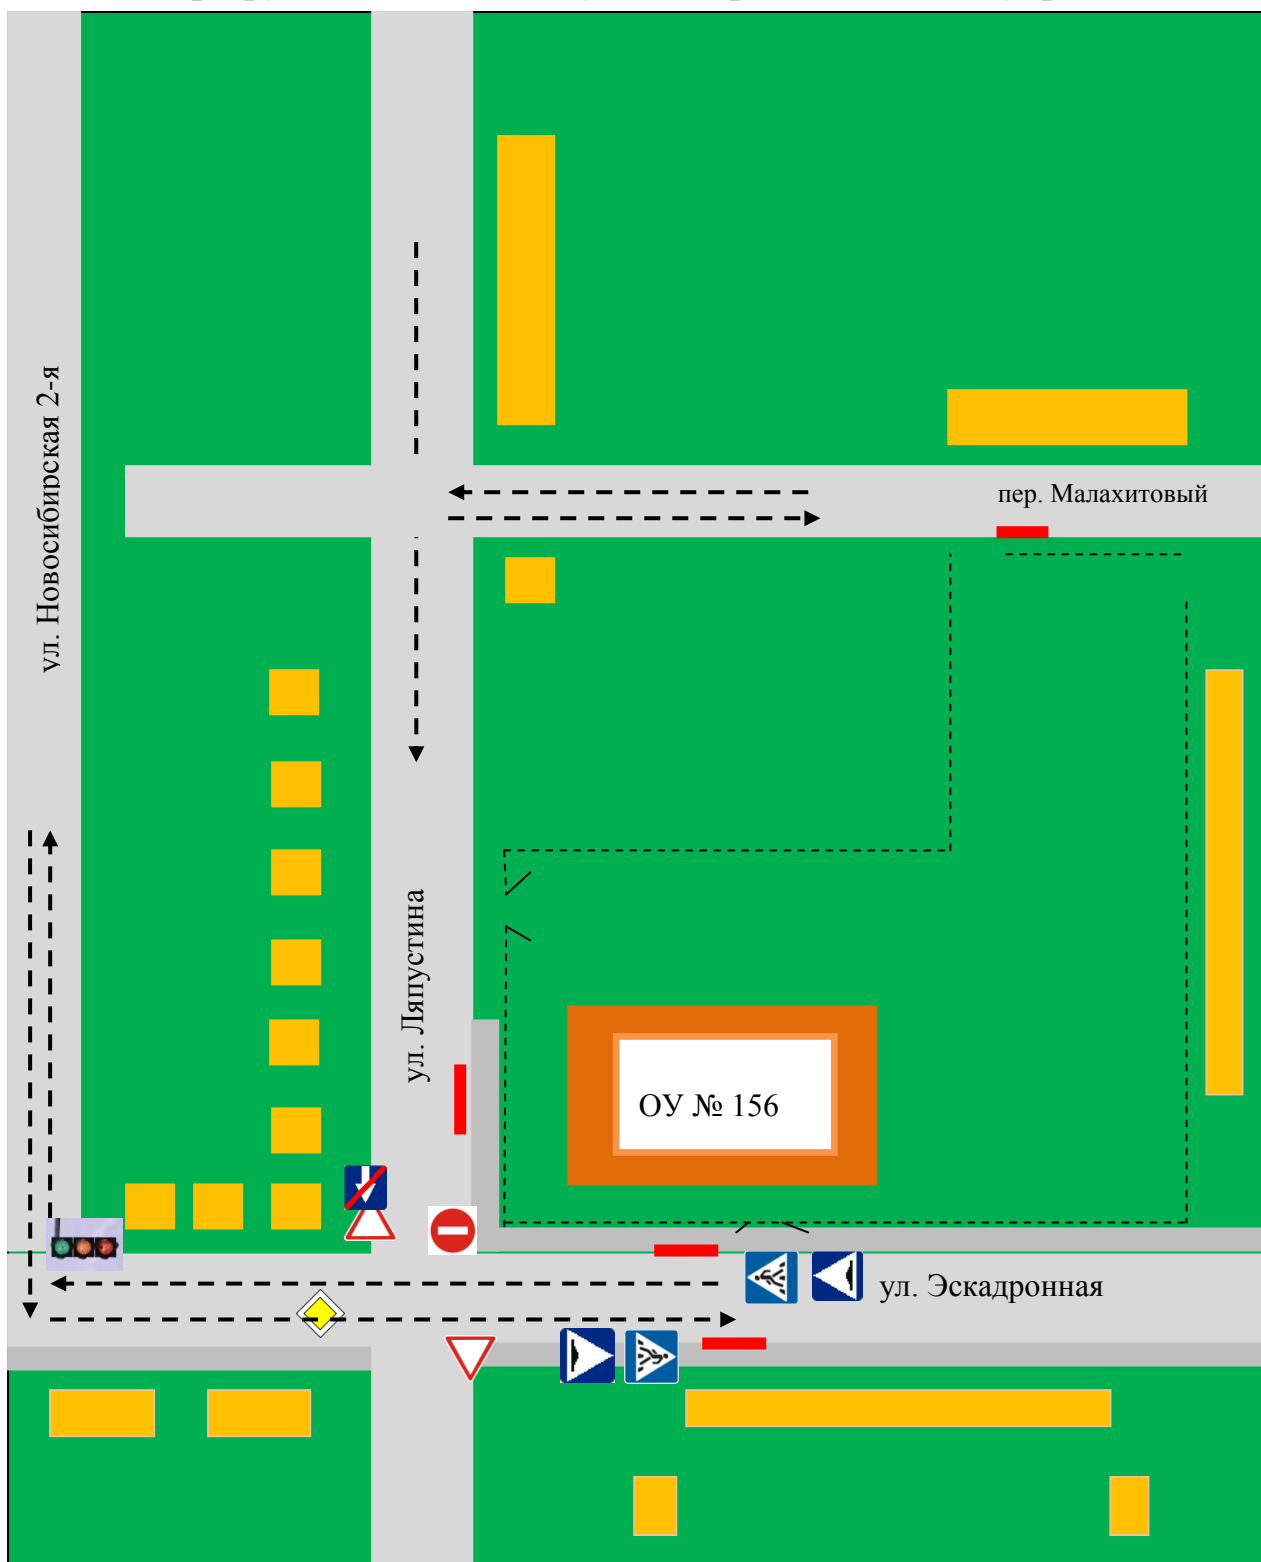 ул. Новосибирская 2-я
пер. Малахитовый
ул. Ляпустина
ОУ № 156
ул. Эскадронная